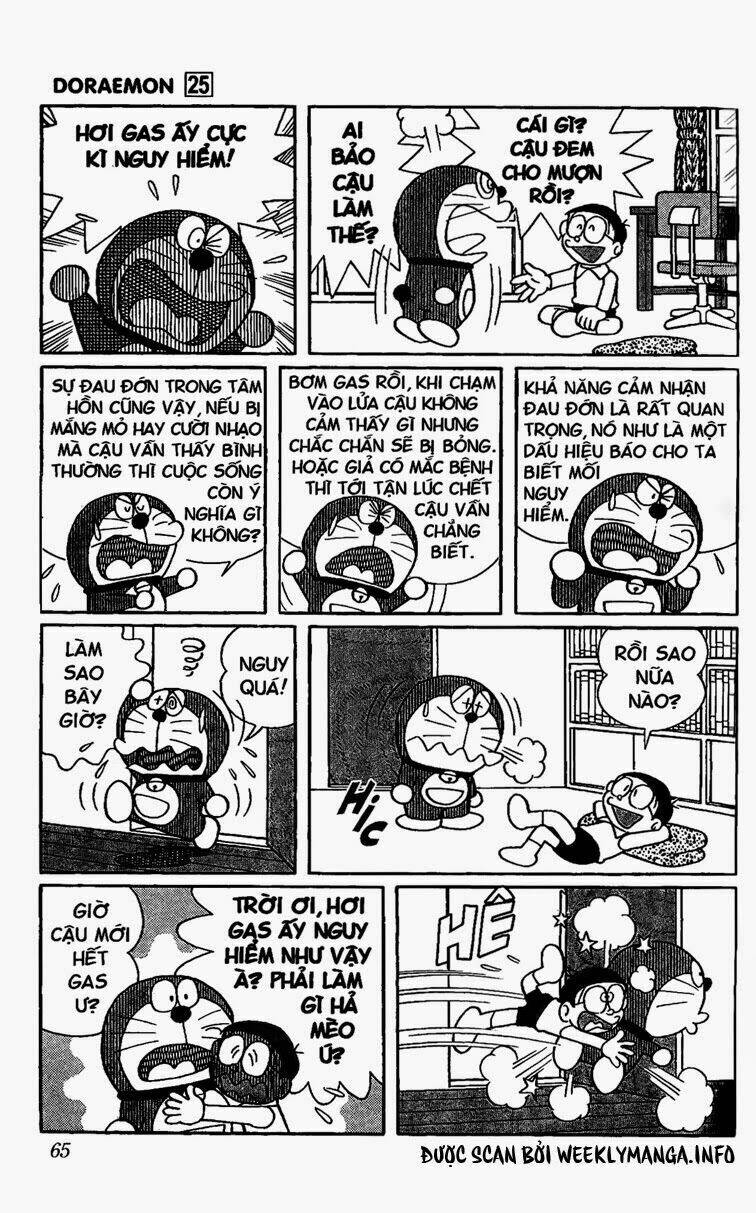 DORAEMON 25
CÁI GÌ?
CẬU ĐEM
CHO MƯỢN
RỒI?
AI
BẢO
CẬU
LÀM
THẾ?
HƠI GAS ẤY CỰC
KÌ NGUY HIỂM!
KHẢ NĂNG CẢM NHẬN
ĐAU ĐỚN LÀ RẤT QUAN
TRỌNG, NÓ NHƯ LÀ MỘT
DẤU HIỆU BÁO CHO TA
BIẾT MỐI
NGUY
HIỂM.
BƠM GAS RỒI, KHI CHẠM
VÀO LỬA CẬU KHÔNG
CẢM THẤY GÌ NHƯNG
CHẮC CHẮN SẼ BỊ BỎNG.
HOẶC GIẢ CÓ MẮC BỆNH
THÌ TỚI TẬN LÚC CHẾT
CẬU VẪN
CHẲNG
BIẾT.
SỰ ĐAU ĐỚN TRONG TÂM
HỒN CŨNG VẬY, NẾU BỊ
MẮNG MỎ HAY CƯỜI NHẠO
MÀ CẬU VẪN THẤY BÌNH
THƯỜNG THÌ CUỘC SỐNG
CÒN Ý
NGHĨA GÌ
KHÔNG?
RỒI SAO
NỮA
NÀO?
HIC
NGUY
QUÁ!
LÀM
SAO
BÂY
GIỜ?
HÊ
TRỜI ƠI, HƠI
GAS ẤY NGUY
HIỂM NHƯ VẬY
À? PHẢI LÀM
GÌ HẢ
MÈO
Ú?
GIỜ
CẬU MỚI
HẾT
GAS
Ư?
65
ĐƯỢC SCAN BỞI WEEKLYMANGA.INFO